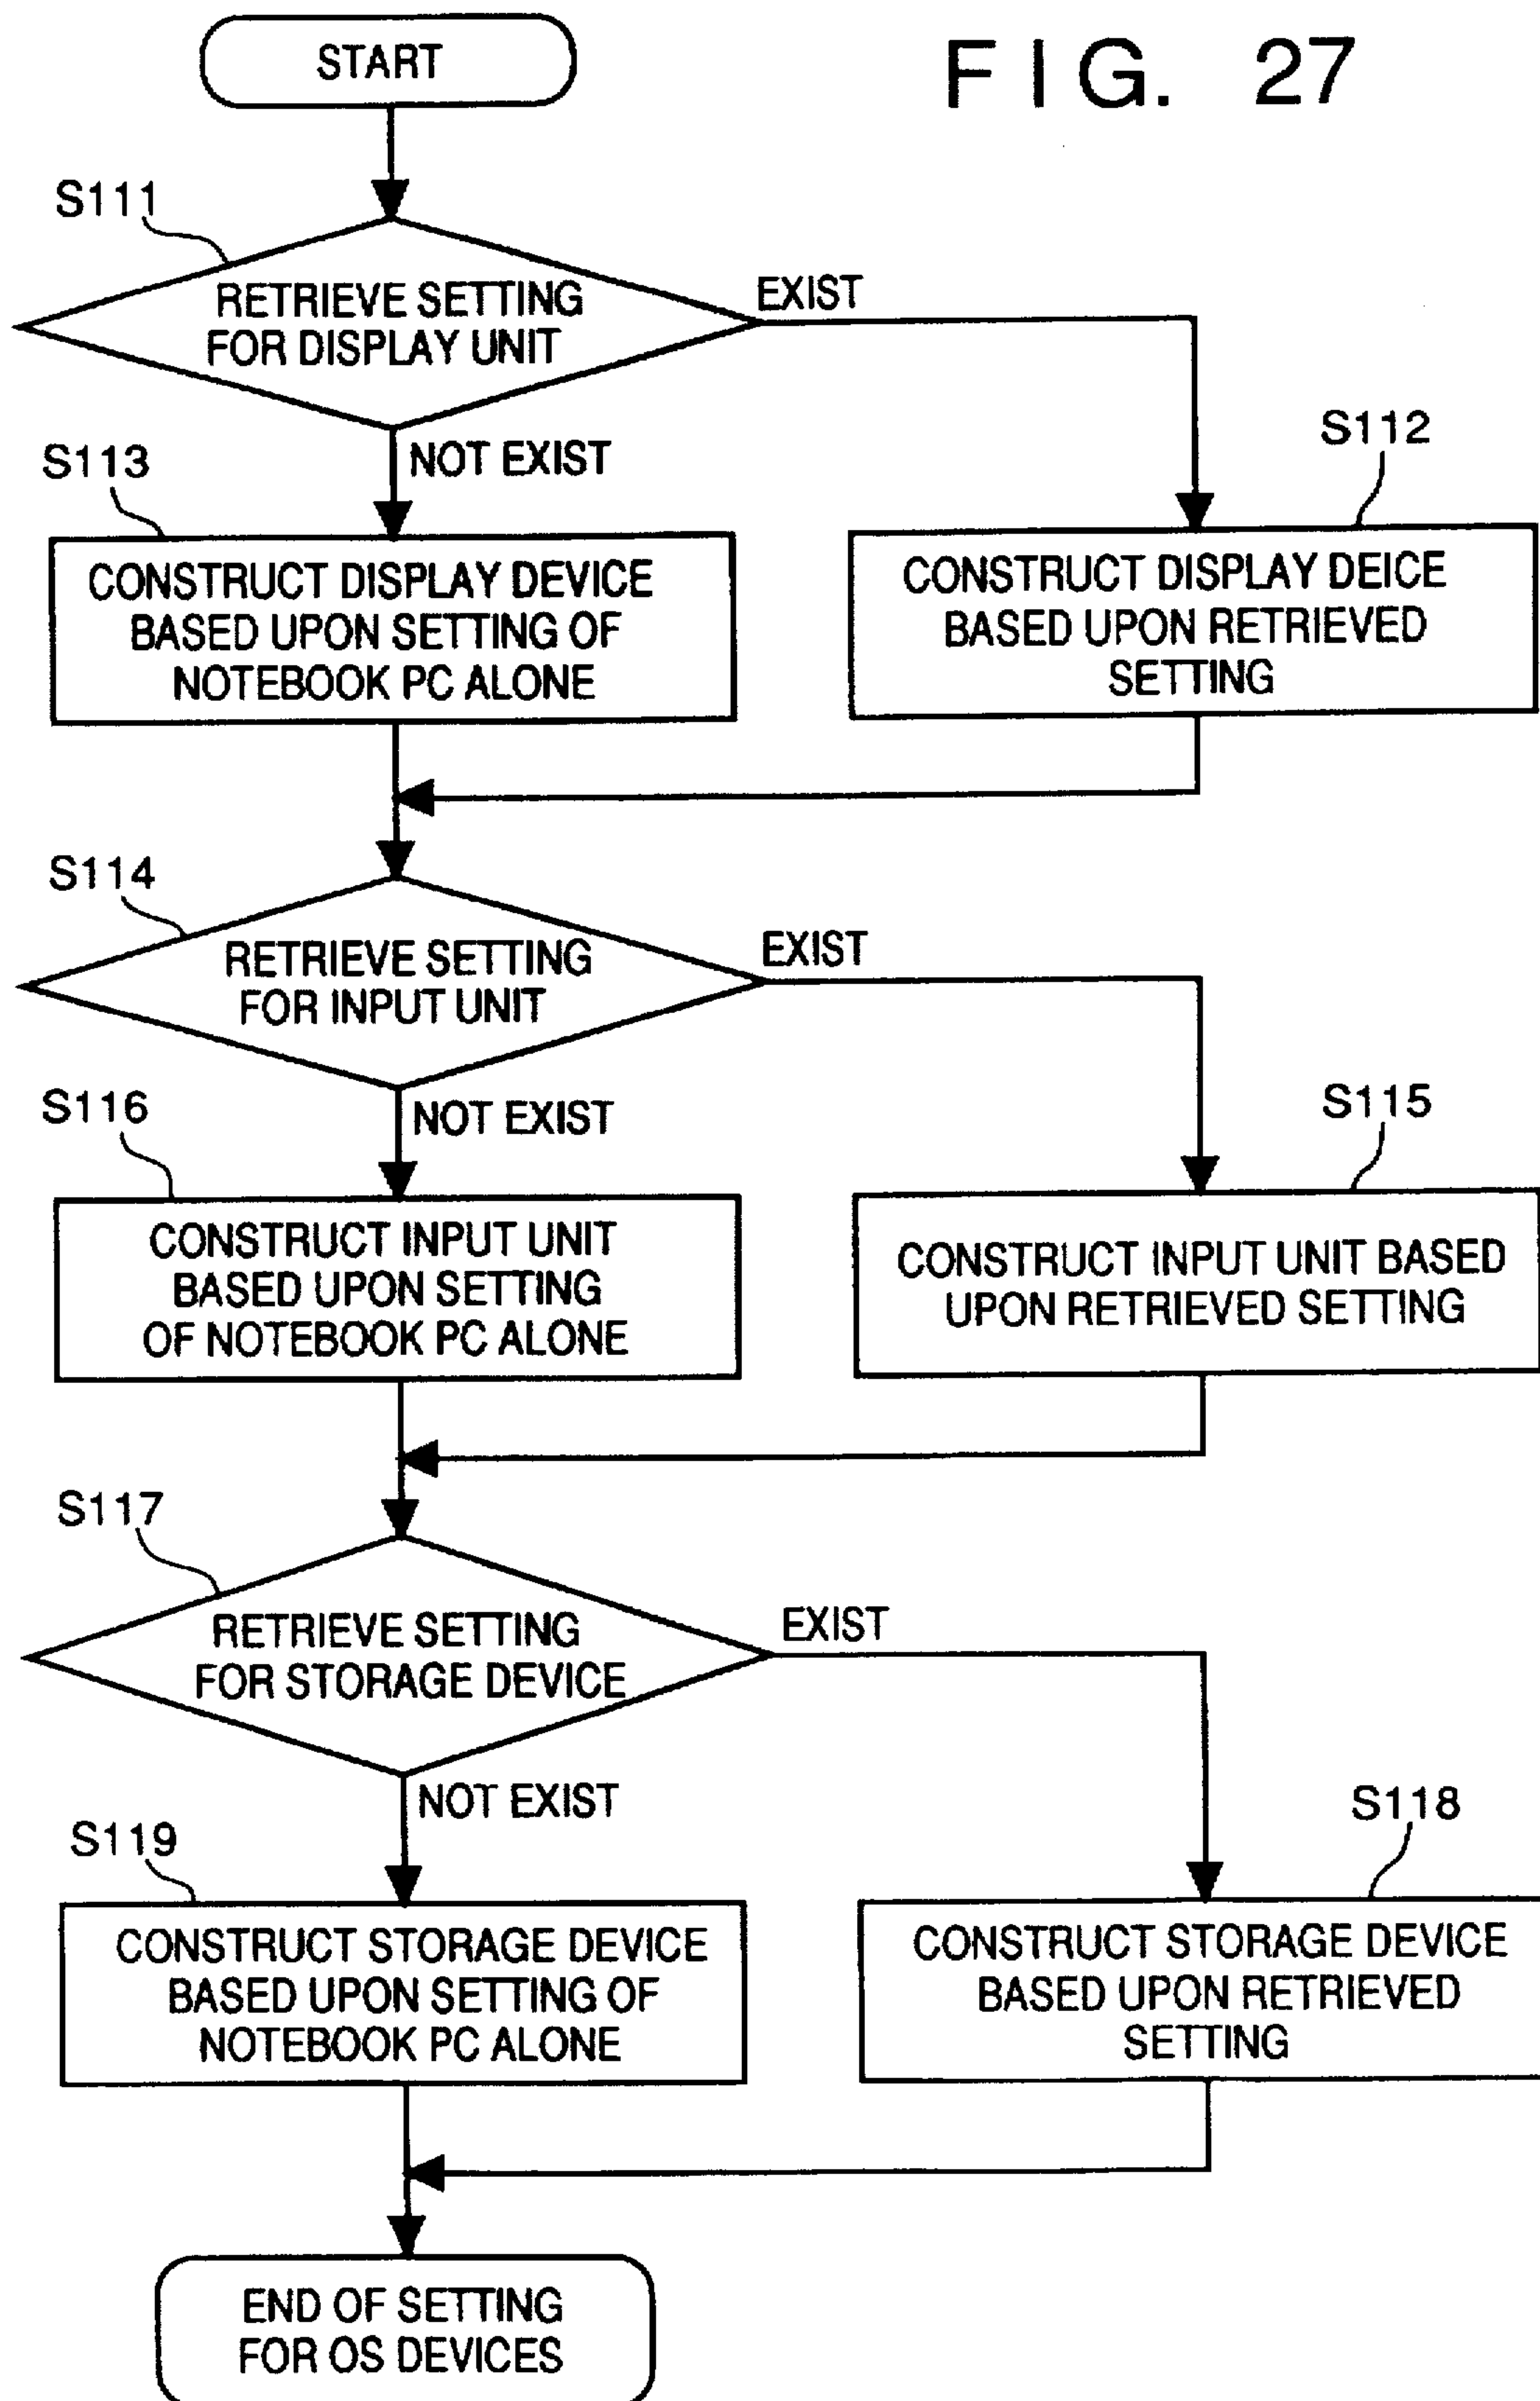 START
FIG. 27
S111
RETRIEVE SETTING
FOR DISPLAY UNIT
EXIST
NOT EXIST
S113
S112
CONSTRUCT DISPLAY DEVICE
BASED UPON SETTING OF
NOTEBOOK PC ALONE
CONSTRUCT DISPLAY DEICE
BASED UPON RETRIEVED
SETTING
S114
RETRIEVE SETTING
FOR INPUT UNIT
EXIST
NOT EXIST
S116
S115
CONSTRUCT INPUT UNIT
BASED UPON SETTING
OF NOTEBOOK PC ALONE
CONSTRUCT INPUT UNIT BASED
UPON RETRIEVED SETTING
S117
RETRIEVE SETTING
FOR STORAGE DEVICE
EXIST
NOT EXIST
S119
S118
CONSTRUCT STORAGE DEVICE
BASED UPON SETTING OF
NOTEBOOK PC ALONE
CONSTRUCT STORAGE DEVICE
BASED UPON RETRIEVED
SETTING
END OF SETTING
FOR OS DEVICES